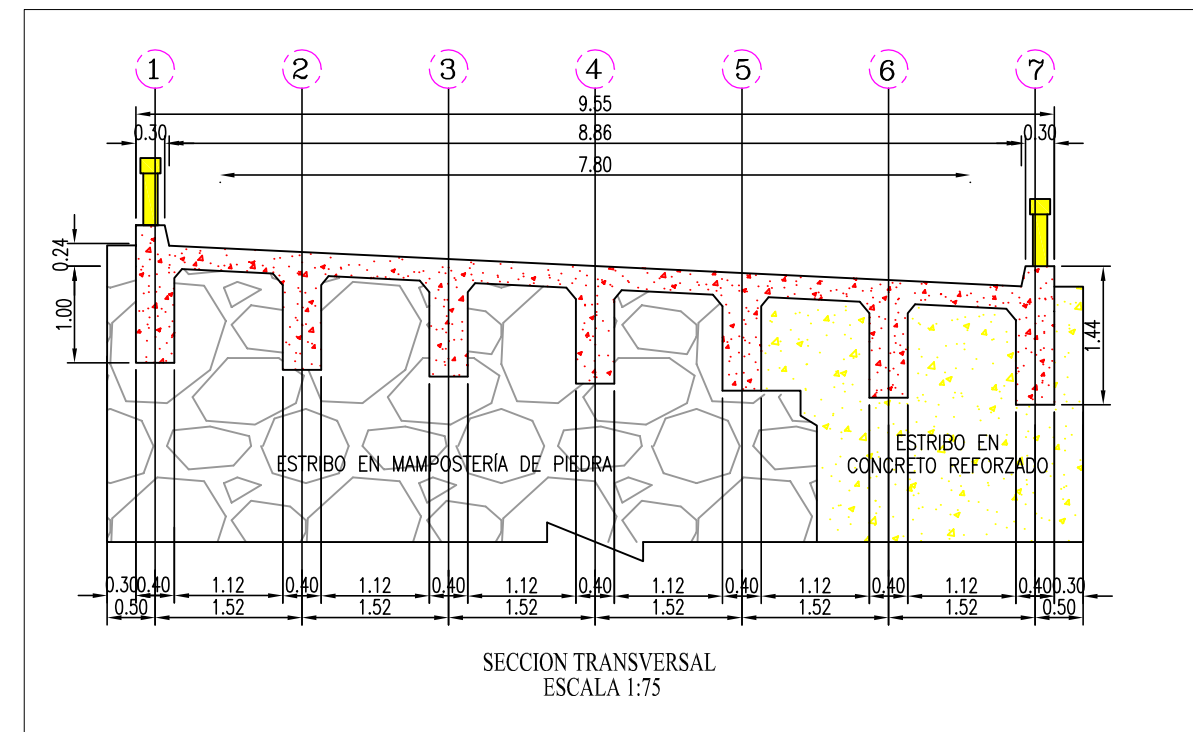 1 2 3 4 5 6 7
9.55
0.30 8.86 0.30
7.80
0.24
1.00
1.44
ESTRIBO EN MAMPOSTERÍA DE PIEDRA
ESTRIBO EN
CONCRETO REFORZADO
0.30 0.40 1.12 0.40 1.12 0.40 1.12 0.40 1.12 0.40 1.12 0.40 1.12 0.40 0.30
0.50 1.52 1.52 1.52 1.52 1.52 1.52 0.50
SECCION TRANSVERSAL
ESCALA 1:75